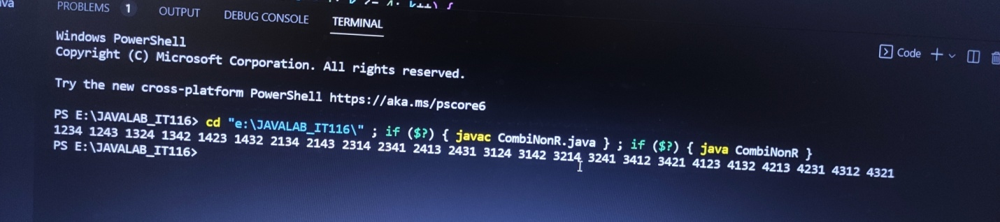 PROBLEMS 1 OUTPUT DEBUG CONSOLE TERMINAL
Code
Windows PowerShell
Copyright (C) Microsoft Corporation. All rights reserved.
Try the new cross-platform PowerShell https://aka.ms/pscore6
PS E:\JAVALAB_IT116> cd "e:\JAVALAB_IT116\" ; if ($?) { javac CombiNonR.java } ; if ($?) { java CombiNonR }
1234 1243 1324 1342 1423 1432 2134 2143 2314 2341 2413 2431 3124 3142 3214 3241 3412 3421 4123 4132 4213 4231 4312 4321
PS E:\JAVALAB_IT116>